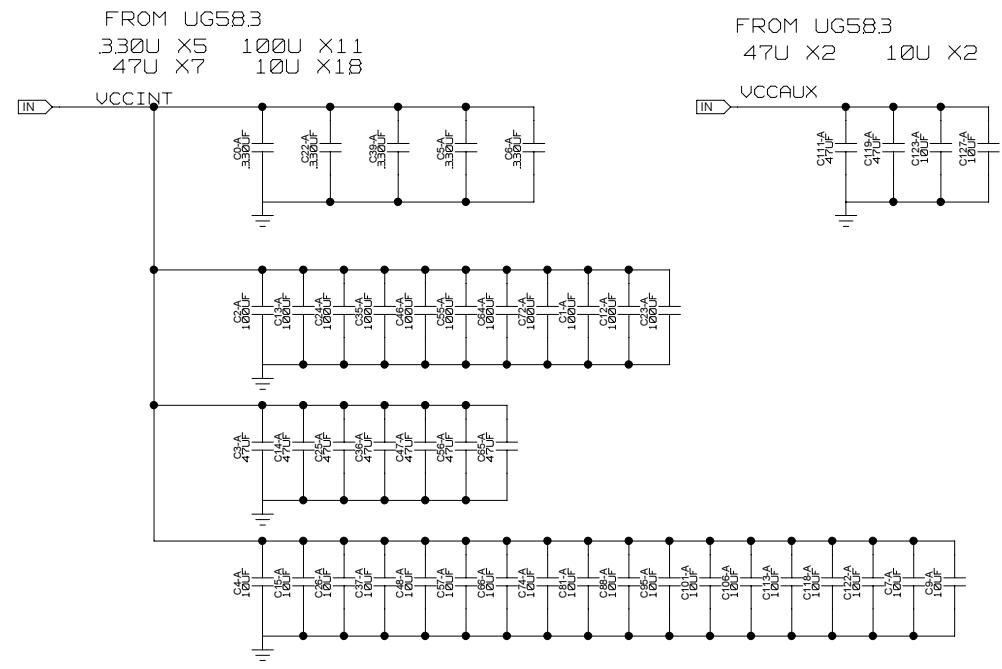 FROM UG583
330U X5 100U X11
47U X7 10U X18
IN VCCINT
C0-A 330UF
C22-A 330UF
C39-A 330UF
C5-A 330UF
C6-A 330UF
C2-A 100UF
C13-A 100UF
C24-A 100UF
C35-A 100UF
C46-A 100UF
C55-A 100UF
C64-A 100UF
C72-A 100UF
C1-A 100UF
C12-A 100UF
C23-A 100UF
C3-A 47UF
C14-A 47UF
C25-A 47UF
C36-A 47UF
C47-A 47UF
C56-A 47UF
C65-A 47UF
C4-A 10UF
C15-A 10UF
C26-A 10UF
C37-A 10UF
C48-A 10UF
C57-A 10UF
C66-A 10UF
C74-A 10UF
C81-A 10UF
C88-A 10UF
C95-A 10UF
C101-A 10UF
C106-A 10UF
C113-A 10UF
C118-A 10UF
C122-A 10UF
C7-A 10UF
C9-A 10UF
FROM UG583
47U X2 10U X2
IN VCCAUX
C111-A 47UF
C119-A 47UF
C123-A 10UF
C127-A 10UF